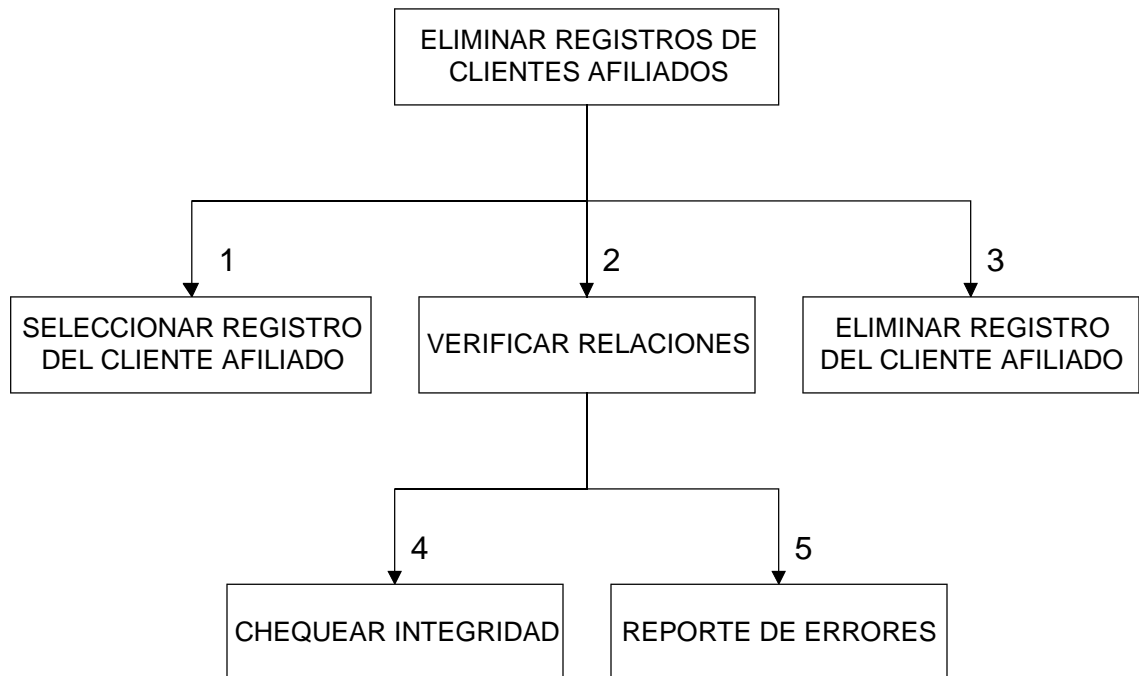 ELIMINAR REGISTROS DE
CLIENTES AFILIADOS
1
2
3
SELECCIONAR REGISTRO
DEL CLIENTE AFILIADO
VERIFICAR RELACIONES
ELIMINAR REGISTRO
DEL CLIENTE AFILIADO
4
5
CHEQUEAR INTEGRIDAD
REPORTE DE ERRORES